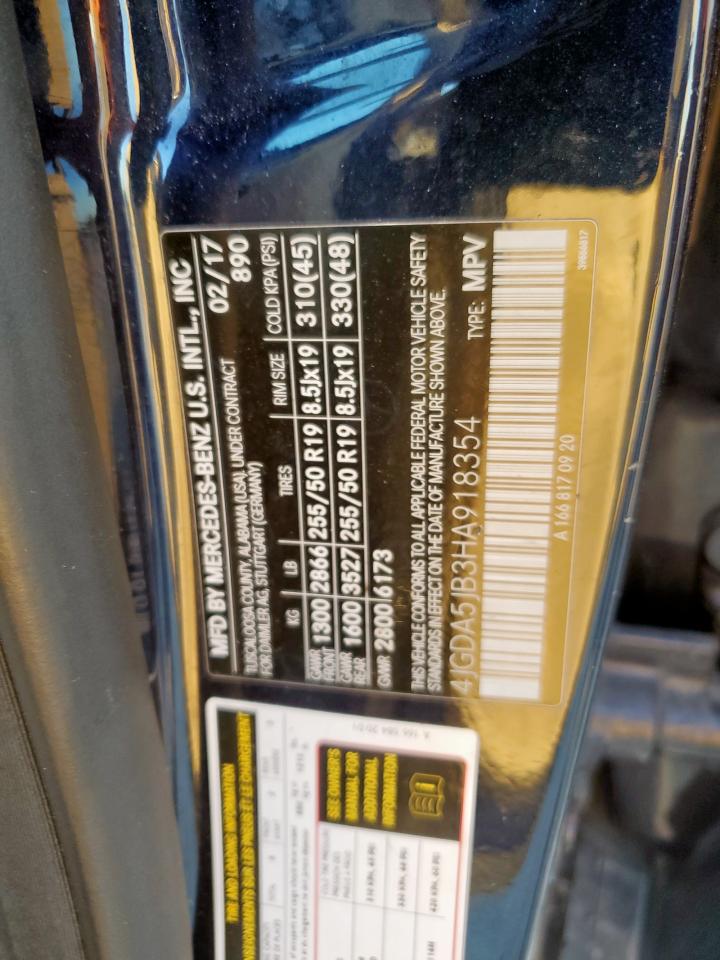 MFD BY MERCEDES-BENZ U.S. INTL., INC 02/17
TUSCALOOSA COUNTY, ALABAMA (USA) UNDER CONTRACT 890
FOR DAIMLER AG, STUTTGART (GERMANY)
KG LB TIRES RIM SIZE COLD KPA (PSI)
GAWR FRONT 1300 2866 255/50 R19 8.5Jx19 310(45)
GAWR REAR 1600 3527 255/50 R19 8.5Jx19 330(48)
GVWR 2800 6173
THIS VEHICLE CONFORMS TO ALL APPLICABLE FEDERAL MOTOR VEHICLE SAFETY
STANDARDS IN EFFECT ON THE DATE OF MANUFACTURE SHOWN ABOVE.
4JGDA5JB3HA918354 TYPE: MPV
A 166 817 09 20
TIRE AND LOADING INFORMATION
SEE OWNER'S
MANUAL FOR
ADDITIONAL
INFORMATION